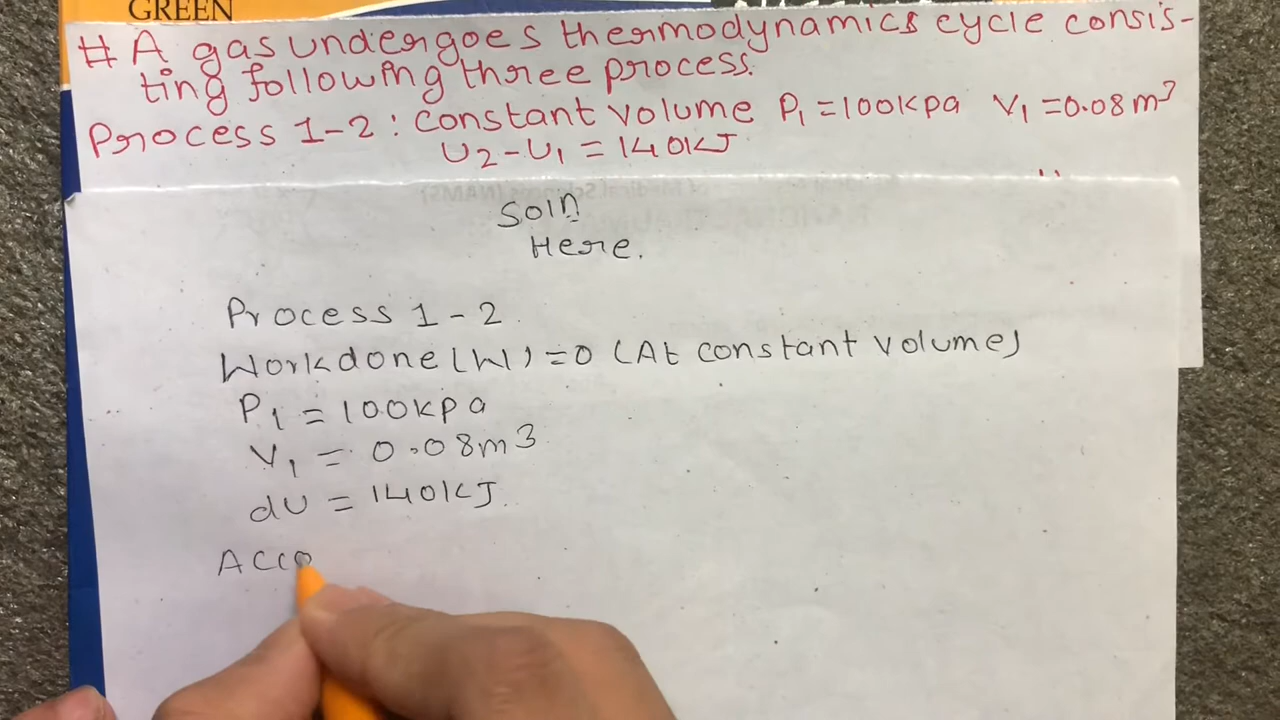 GREEN
# A gas undergoes thermodynamics cycle consis-
ting following three process.
Process 1-2: constant volume P₁ = 100kpa V₁ = 0.08m³
U₂-U₁ = 140KJ
Soln
Here.
Process 1-2.
Workdone (W) = 0 (At constant volume)
P₁ = 100kpa
V₁ = 0.08m³
dU = 140KJ
Acco